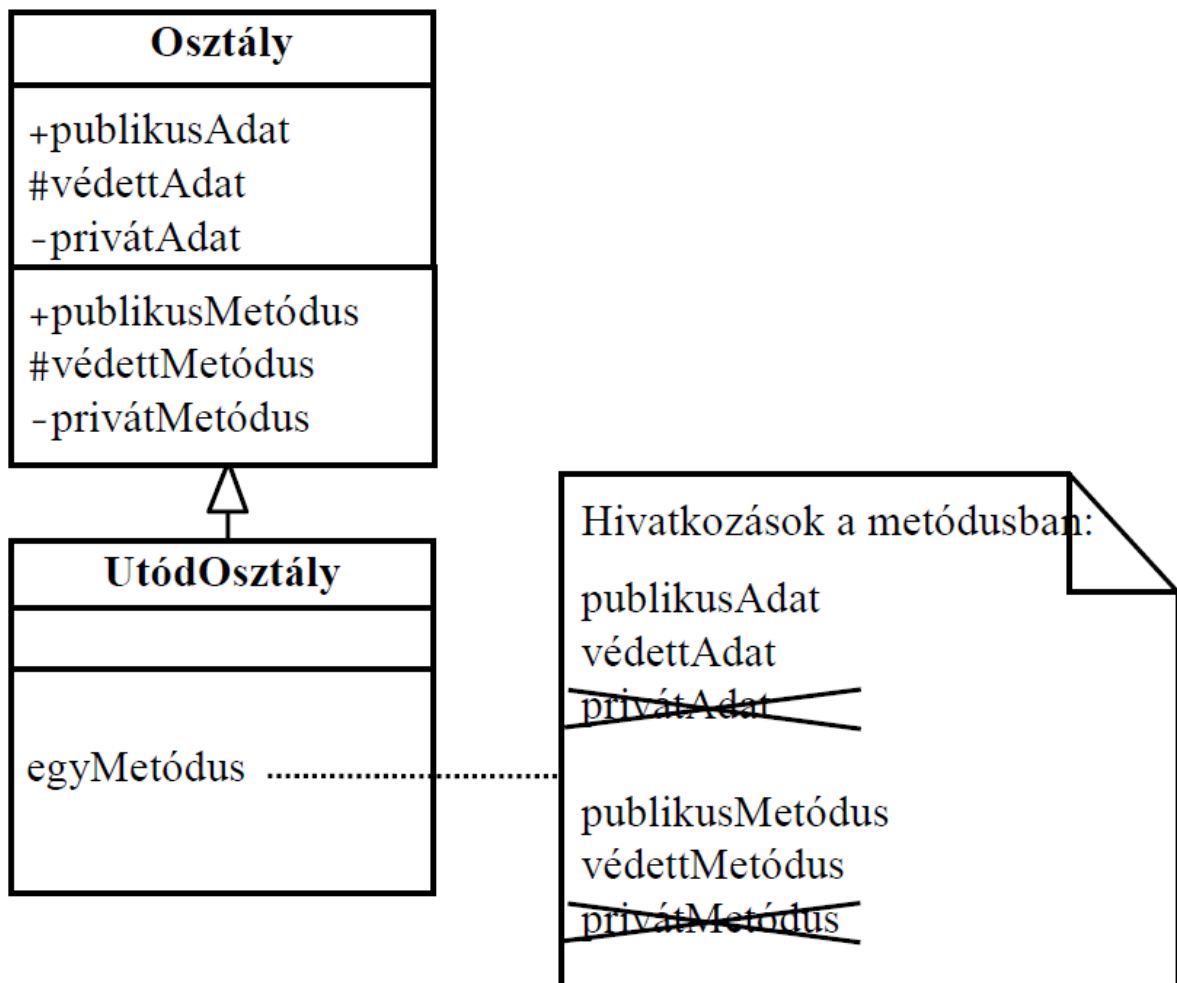 Osztály
+publikusAdat
#védettAdat
-privátAdat
+publikusMetódus
#védettMetódus
-privátMetódus
UtódOsztály
egyMetódus
Hivatkozások a metódusban:
publikusAdat
védettAdat
privátAdat
publikusMetódus
védettMetódus
privátMetódus